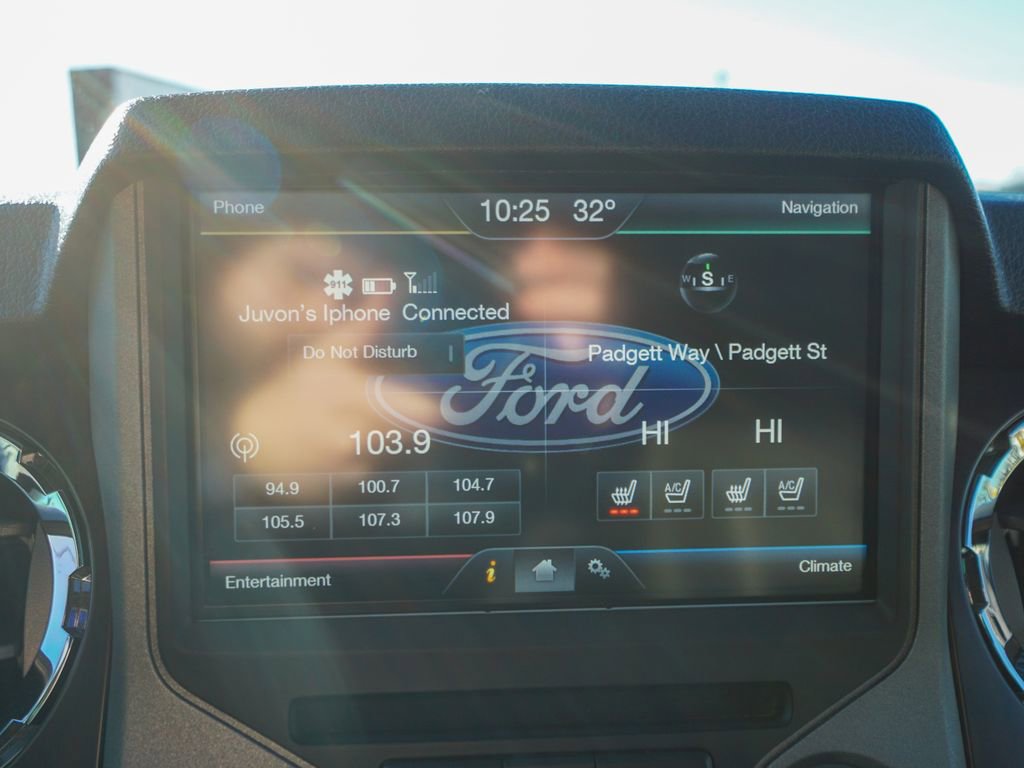 Phone
10:25 32°
Navigation
911
W S E
Juvon's Iphone Connected
Do Not Disturb
Padgett Way \ Padgett St
Ford
103.9
HI HI
94.9 100.7 104.7
105.5 107.3 107.9
A/C A/C
Entertainment
i
Climate